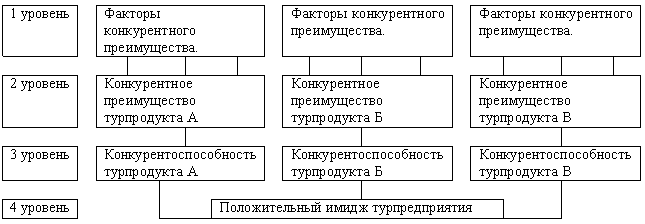 1 уровень
Факторы
конкурентного
преимущества.
Факторы конкурентного
преимущества.
Факторы конкурентного
преимущества.
2 уровень
Конкурентное
преимущество
турпродукта А
Конкурентное
преимущество
турпродукта Б
Конкурентное
преимущество
турпродукта В
3 уровень
Конкурентоспособность
турпродукта А
Конкурентоспособность
турпродукта Б
Конкурентоспособность
турпродукта В
4 уровень
Положительный имидж турпредприятия